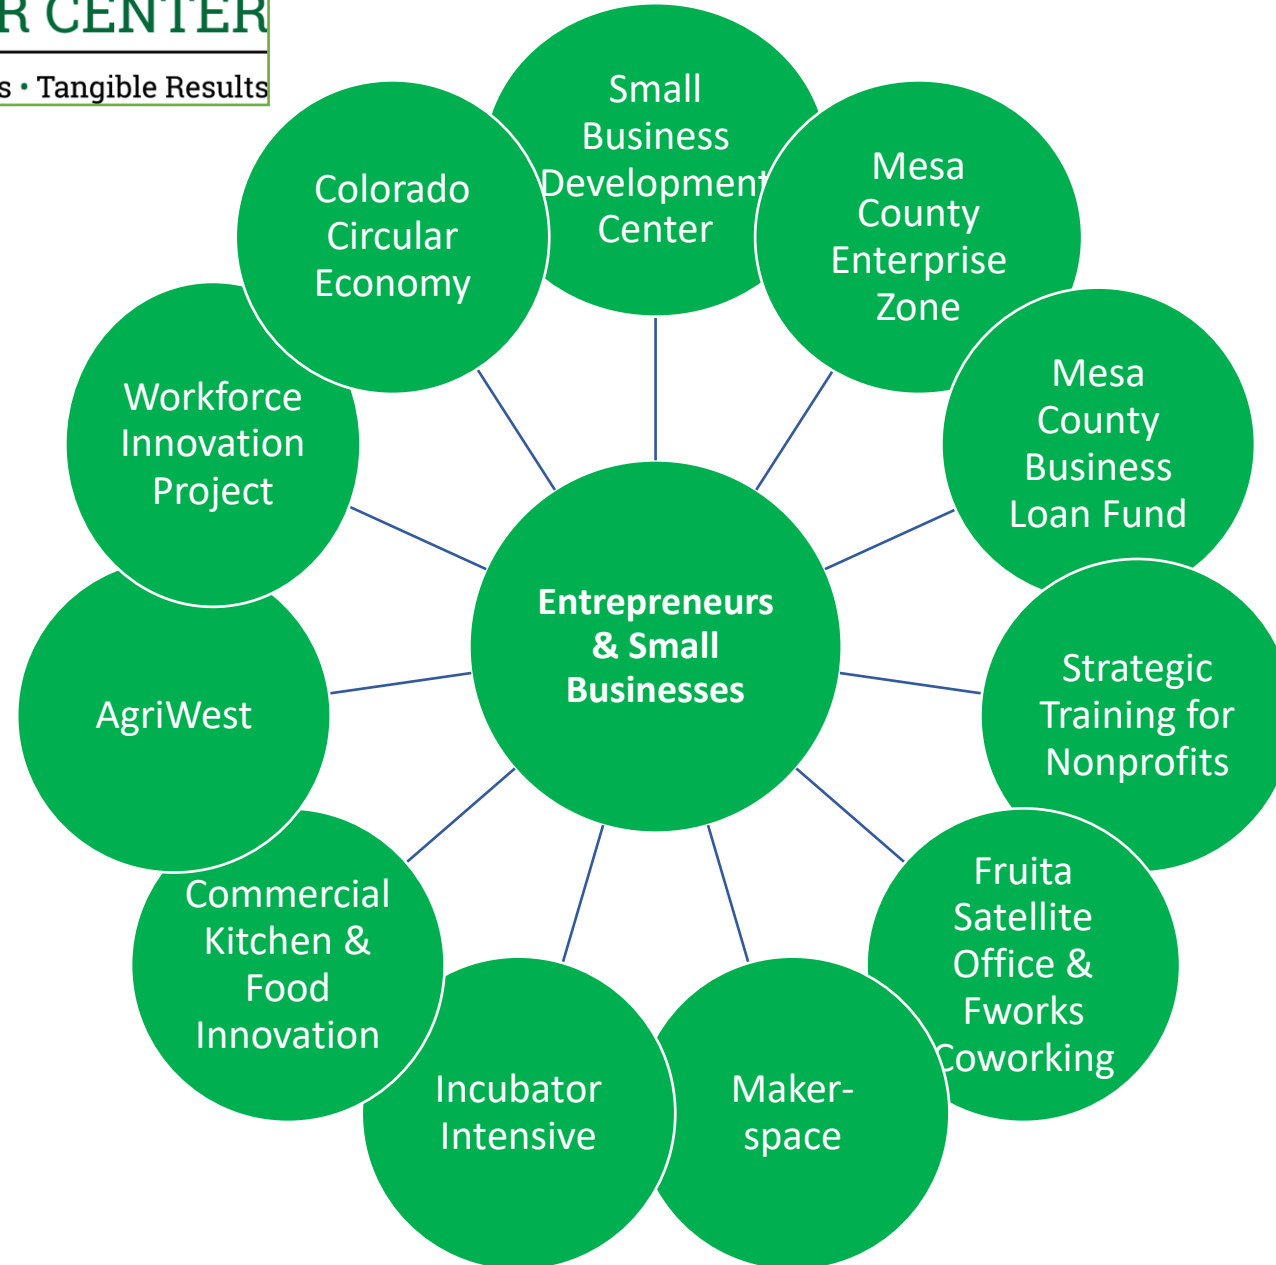 R CENTER
s • Tangible Results
Small
Business
Development
Center
Mesa
County
Enterprise
Zone
Mesa
County
Business
Loan Fund
Strategic
Training for
Nonprofits
Fruita
Satellite
Office &
Fworks
Coworking
Maker-
space
Incubator
Intensive
Commercial
Kitchen &
Food
Innovation
AgriWest
Workforce
Innovation
Project
Colorado
Circular
Economy
Entrepreneurs
& Small
Businesses